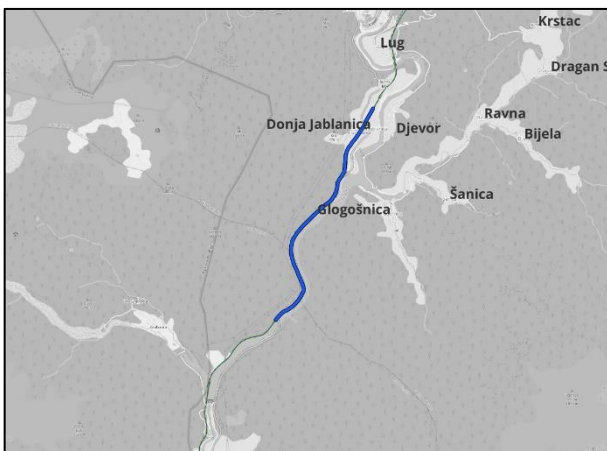 Krstac
Lug
Dragan S
Ravna
Donja Jablanica
Djevor
Bijela
Šanica
Glogošnica